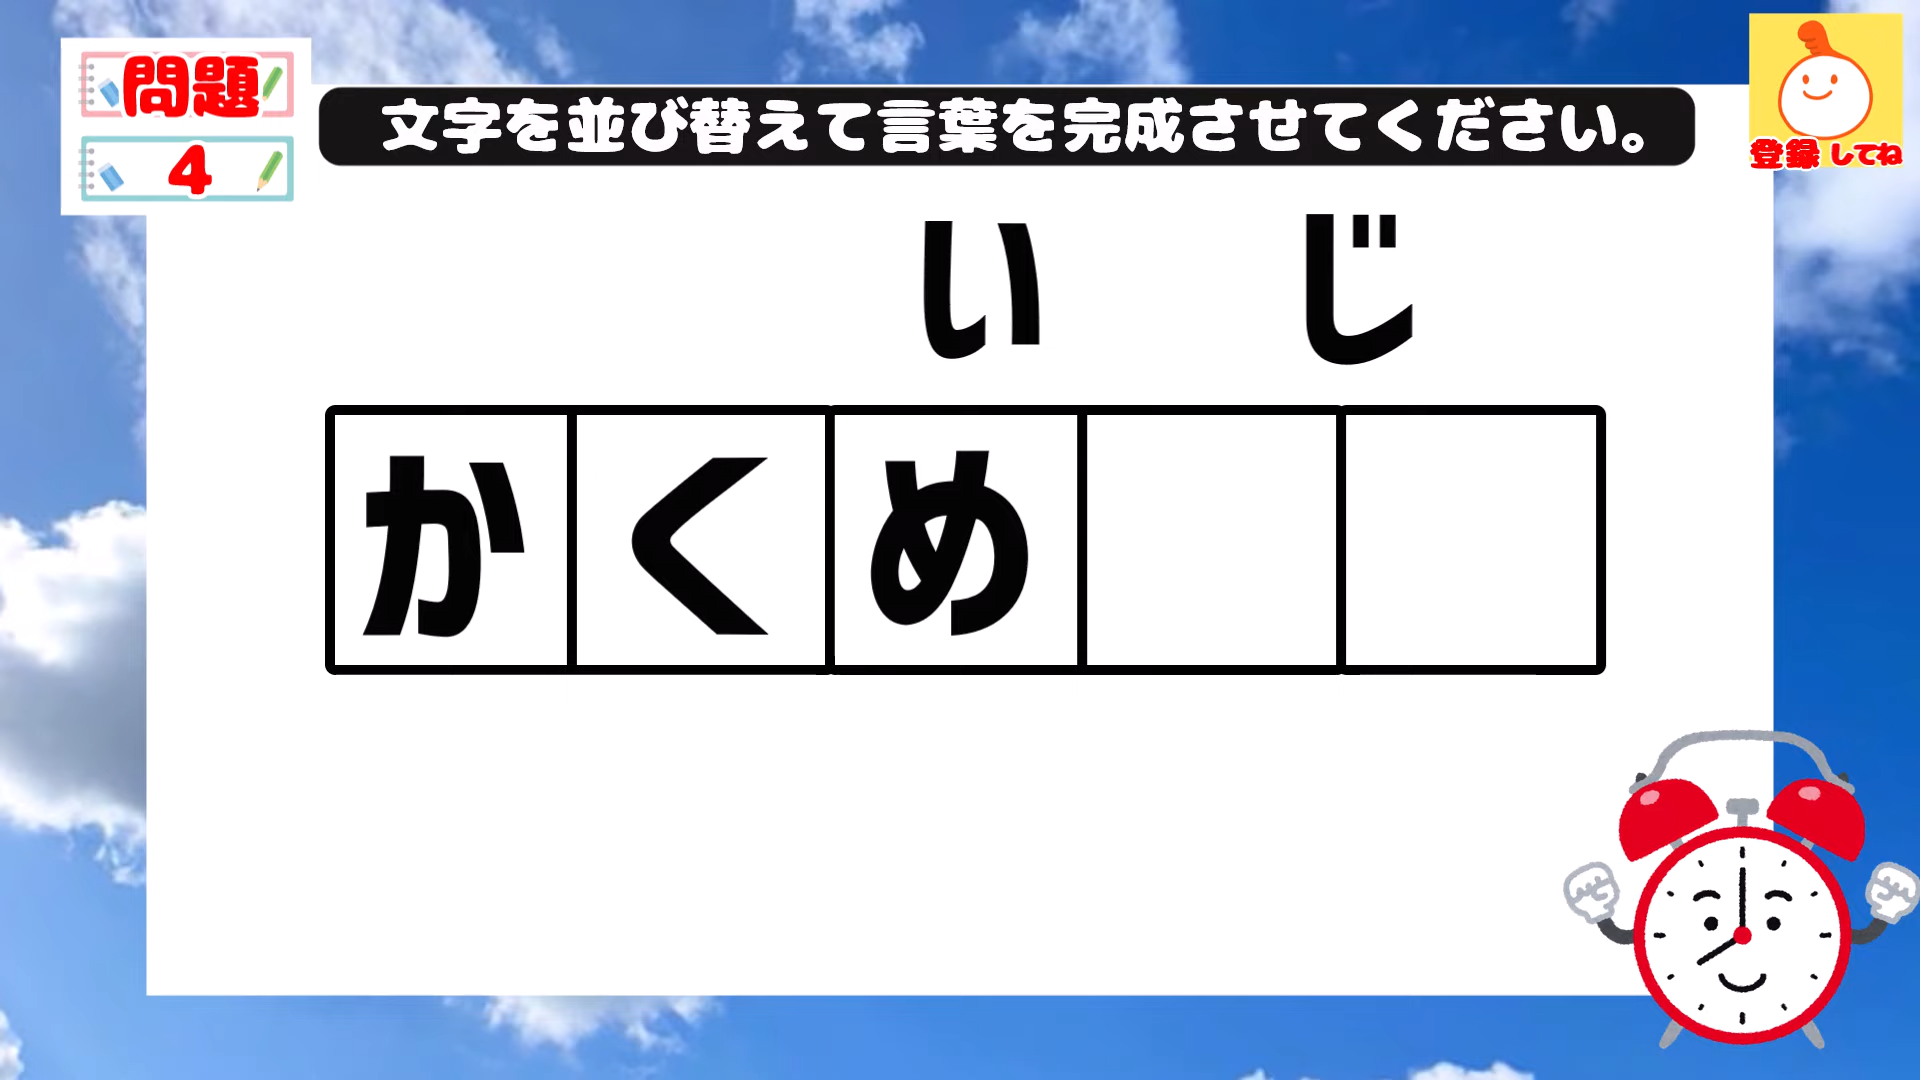 問題
4
文字を並び替えて言葉を完成させてください。
登録してね
い じ
か く め